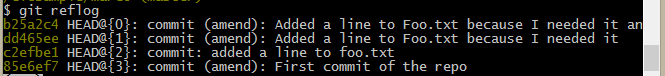 $ git reflog
b25a2c4 HEAD@{0}: commit (amend): Added a line to Foo.txt because I needed it an
dd465ee HEAD@{1}: commit (amend): Added a line to Foo.txt because I needed it
c2efbe1 HEAD@{2}: commit: added a line to foo.txt
85e6ef7 HEAD@{3}: commit (amend): First commit of the repo